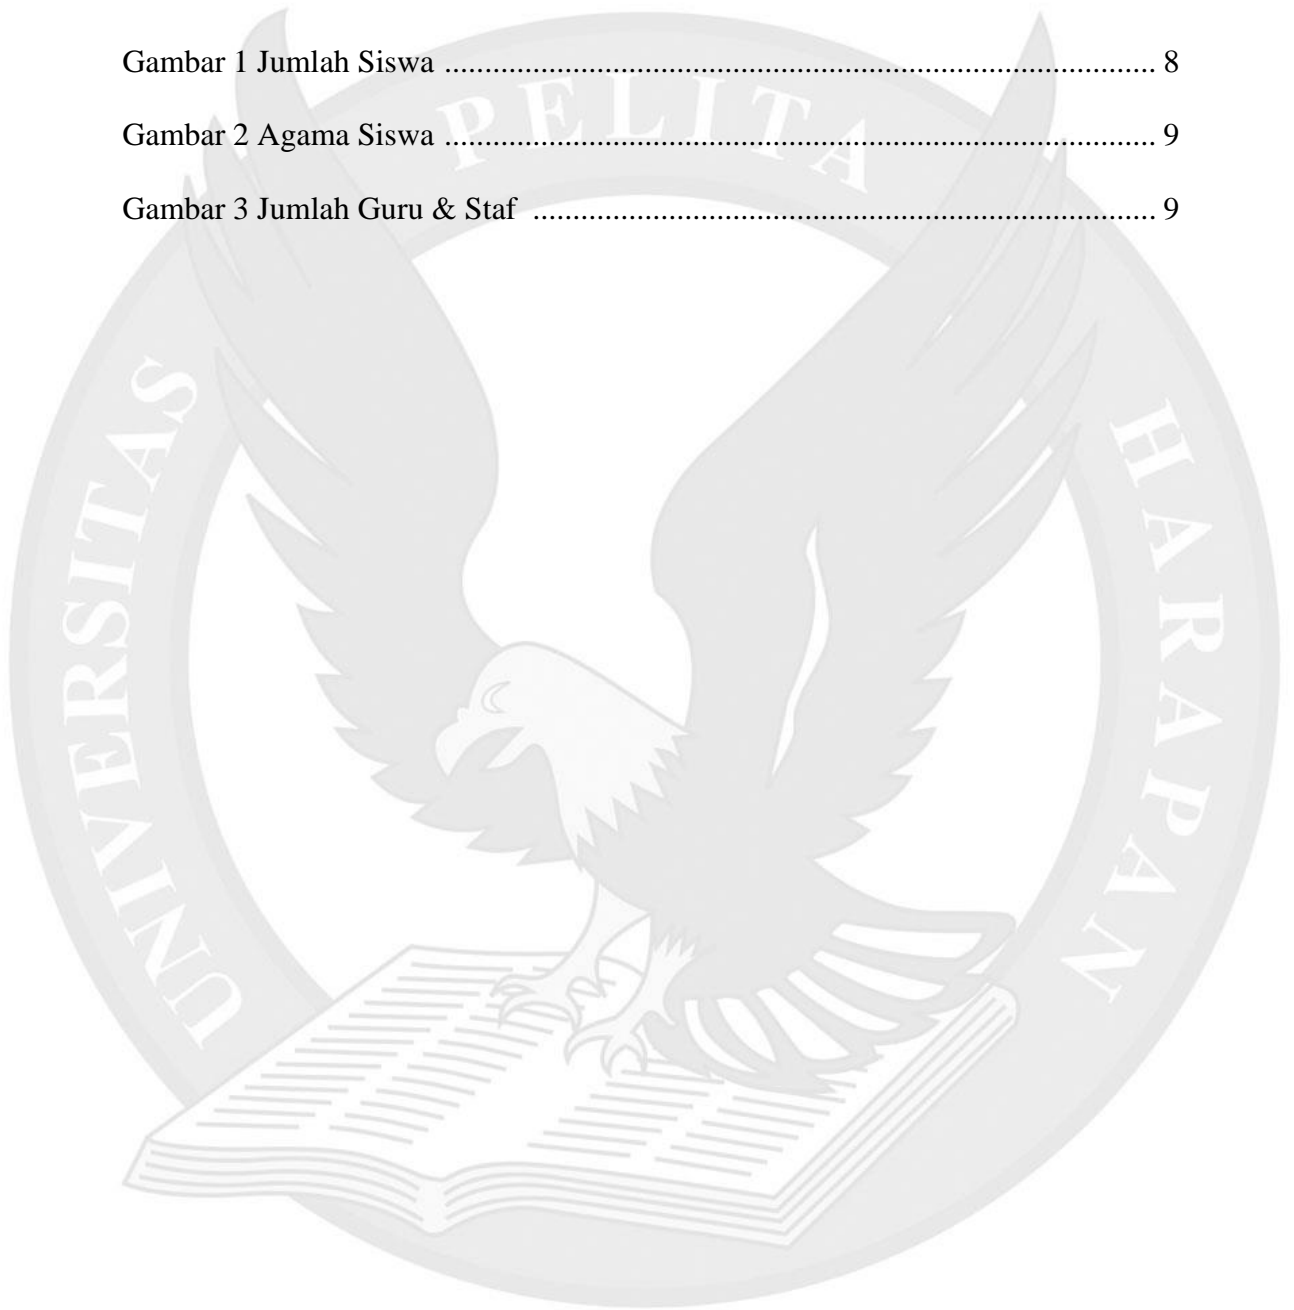 Gambar 1 Jumlah Siswa ........................................................................................... 8
Gambar 2 Agama Siswa ........................................................................................... 9
Gambar 3 Jumlah Guru & Staf ................................................................................ 9
UNIVERSITAS PELITA HARAPAN